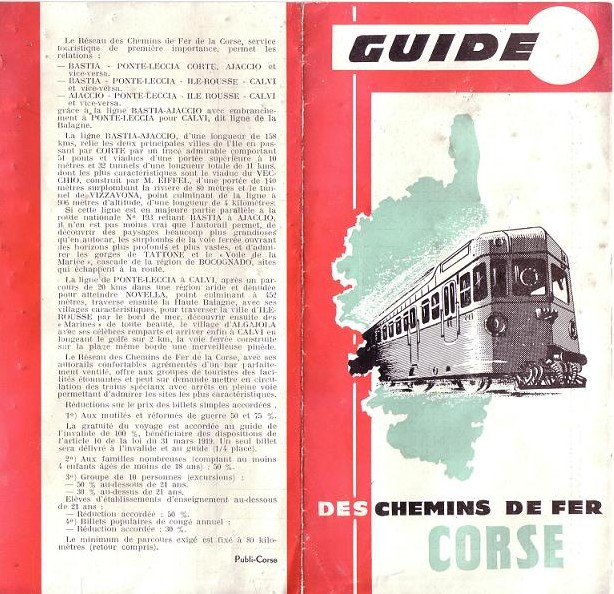 Le Réseau des Chemins de Fer de la Corse, service
touristique de première importance, permet les
relations :
— BASTIA - PONTE-LECCIA CORTE, AJACCIO et
vice-versa.
— BASTIA - PONTE-LECCIA - ILE-ROUSSE - CALVI
et vice-versa.
— AJACCIO - PONTE-LECCIA - ILE ROUSSE - CALVI
et vice-versa.
grâce à la ligne BASTIA-AJACCIO avec embranche-
ment à PONTE-LECCIA pour CALVI, dit ligne de la
Balagne.
La ligne BASTIA-AJACCIO, d'une longueur de 158
kms, relie les deux principales villes de l'Ile en pas-
sant par CORTE par un tracé admirable comportant
51 ponts et viaducs d'une portée supérieure à 10
mètres et 32 tunnels d'une longueur totale de 11 kms,
dont les plus caractéristiques sont le viaduc du VEC-
CHIO, construit par M. EIFFEL, d'une portée de 140
mètres surplombant la rivière de 80 mètres et le tun-
nel de VIZZAVONA, point culminant de la ligne à
906 mètres d'altitude, d'une longueur de 4 kilomètres.
Si cette ligne est en majeure partie parallèle à la
route nationale N° 193 reliant BASTIA à AJACCIO,
il n'en est pas moins vrai que l'autorail permet, de
découvrir des paysages beaucoup plus grandioses
qu'en autocar, les surplombs de la voie ferrée ouvrant
des horizons plus profonds et plus vastes, et d'admi-
rer les gorges de TATTONE et le « Voile de la
Mariée », cascade de la région de BOCOGNADO, sites
qui échappent à la route.
La ligne de PONTE-LECCIA à CALVI, après un par-
cours de 20 kms dans une région aride et dénudée
pour atteindre NOVELLA, point culminant à 452
mètres, traverse ensuite la Haute Balagne, avec ses
villages caractéristiques, pour traverser la ville d'ILE-
ROUSSE par le bord de mer, découvrir ensuite des
« Marines » de toute beauté, le village d'ALGAJOLA
avec ses célèbres remparts et arriver enfin à CALVI en
longeant le golfe sur 2 km, la voie ferrée construite
sur la plage même borde une merveilleuse pinède.
Le Réseau des Chemins de Fer de la Corse, avec ses
autorails confortables agrémentés d'un bar parfaite-
ment ventilé, offre aux groupes de touristes des faci-
lités étonnantes et peut sur demande mettre en circu-
lation des trains spéciaux avec arrêts en pleine voie
permettant d'admirer les sites les plus caractéristiques.
Réductions sur le prix des billets simples accordées .
1°) Aux mutilés et réformés de guerre 50 et 75 %.
La gratuité du voyage est accordée au guide de
l'invalide de 100 %, bénéficiaire des dispositions de
l'article 10 de la loi du 31 mars 1919. Un seul billet
sera délivré à l'invalide et au guide (1/4 place).
2°) Aux familles nombreuses (comptant au moins
4 enfants âgés de moins de 18 ans) : 50 %.
3°) Groupe de 10 personnes (excursions) :
— 50 % au-dessous de 21 ans.
— 30 % au-dessus de 21 ans.
Elèves d'établissements d'enseignement au-dessous
de 21 ans :
— Réduction accordée : 50 %.
4°) Billets populaires de congé annuel :
— Réduction accordée : 30 %.
Le minimum de parcours exigé est fixé à 80 kilo-
mètres (retour compris).
Publi-Corse
GUIDE
DES CHEMINS DE FER
CORSE